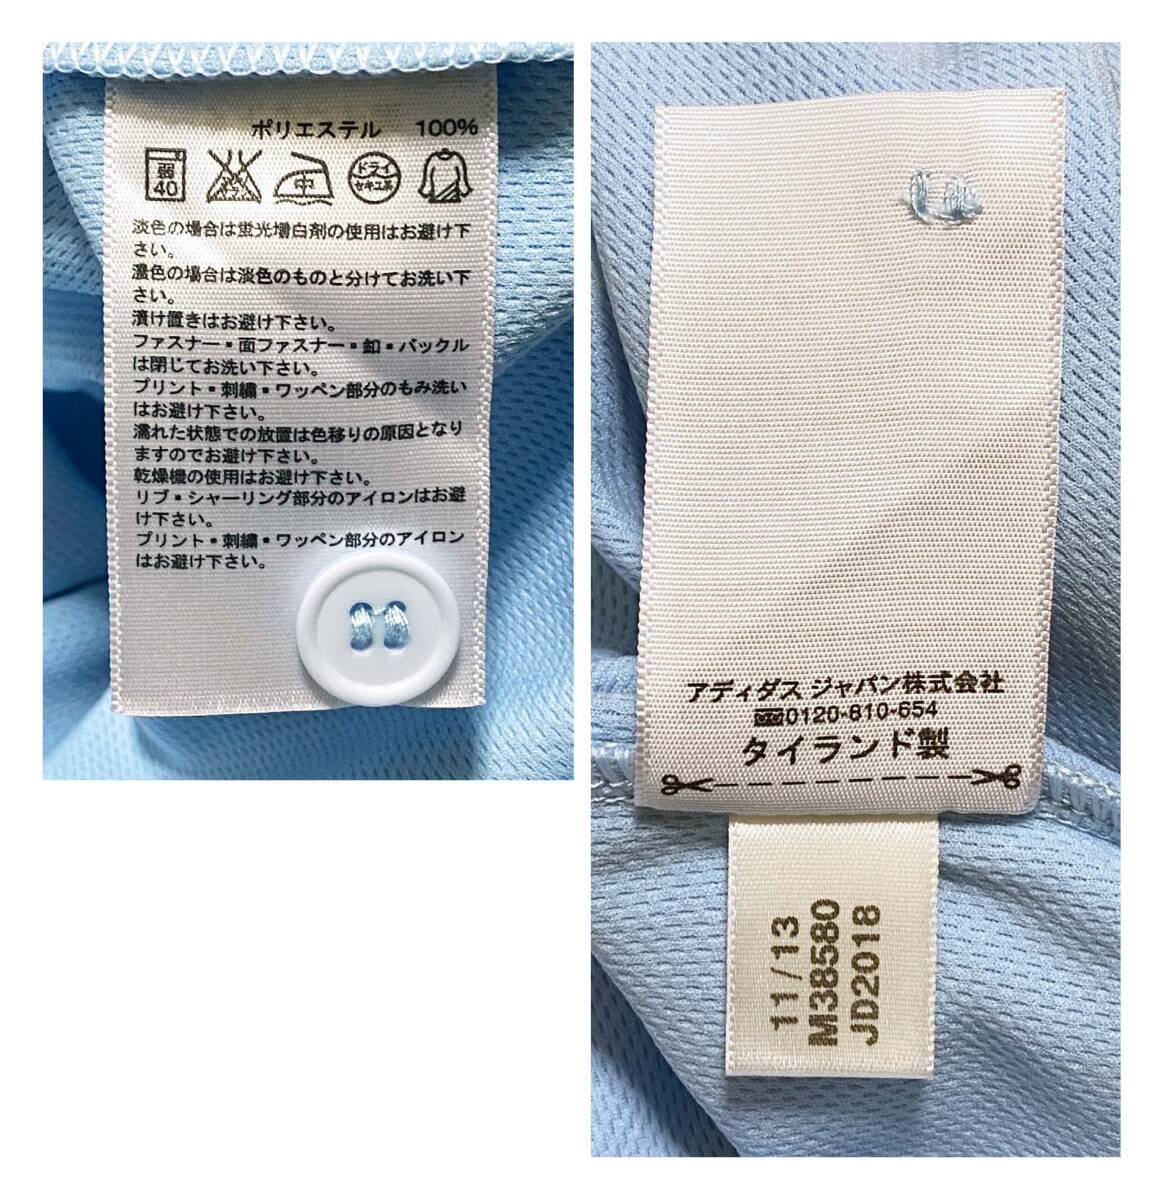 ポリエステル 100%
弱 40 中 ドライ セキユ系
淡色の場合は蛍光増白剤の使用はお避け下
さい。
濃色の場合は淡色のものと分けてお洗い下
さい。
漬け置きはお避け下さい。
ファスナー・面ファスナー・釦・バックル
は閉じてお洗い下さい。
プリント・刺繍・ワッペン部分のもみ洗い
はお避け下さい。
濡れた状態での放置は色移りの原因となり
ますのでお避け下さい。
乾燥機の使用はお避け下さい。
リブ・シャーリング部分のアイロンはお避
け下さい。
プリント・刺繍・ワッペン部分のアイロン
はお避け下さい。
アディダス ジャパン株式会社
0120-810-654
タイランド製
11/13
M38580
JD2018